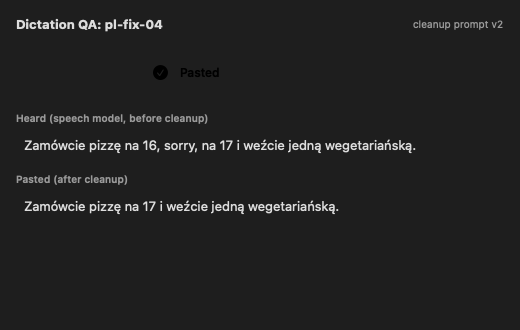 Dictation QA: pl-fix-04
cleanup prompt v2
Pasted
Heard (speech model, before cleanup)
Zamówcie pizzę na 16, sorry, na 17 i weźcie jedną wegetariańską.
Pasted (after cleanup)
Zamówcie pizzę na 17 i weźcie jedną wegetariańską.